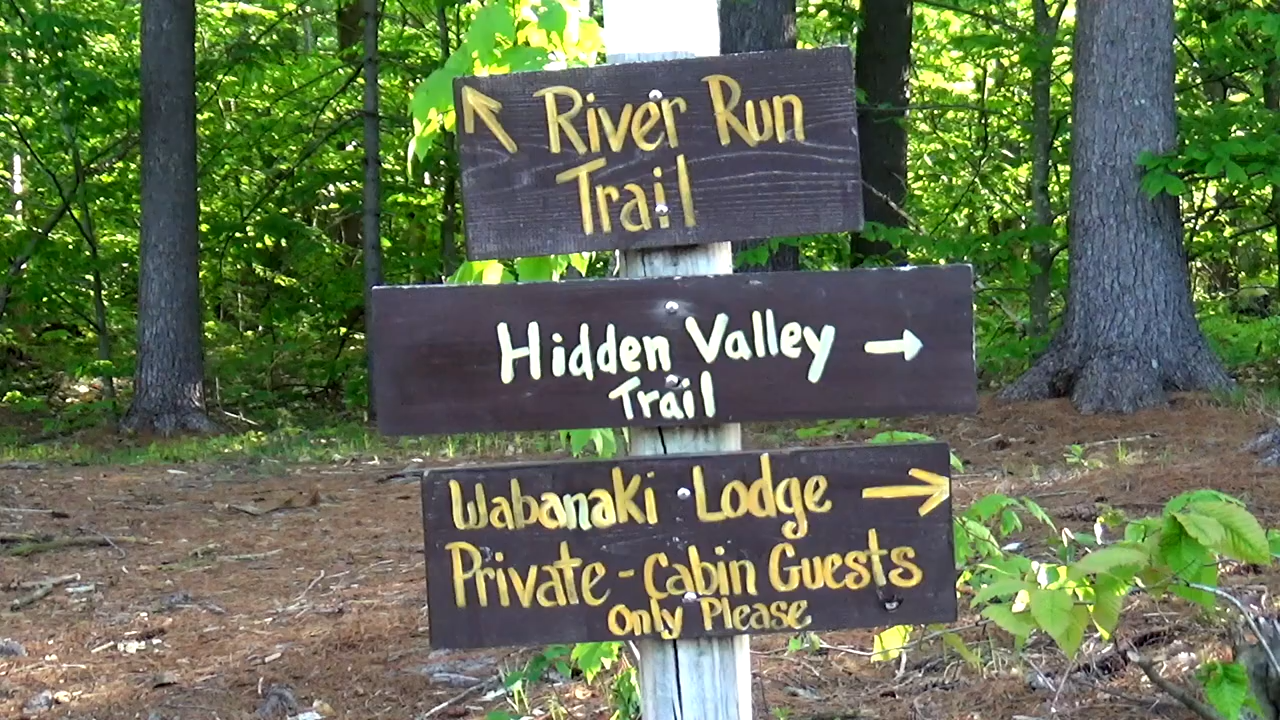 River Run
Trail
Hidden Valley
Trail
Wabanaki Lodge
Private - Cabin Guests
Only Please